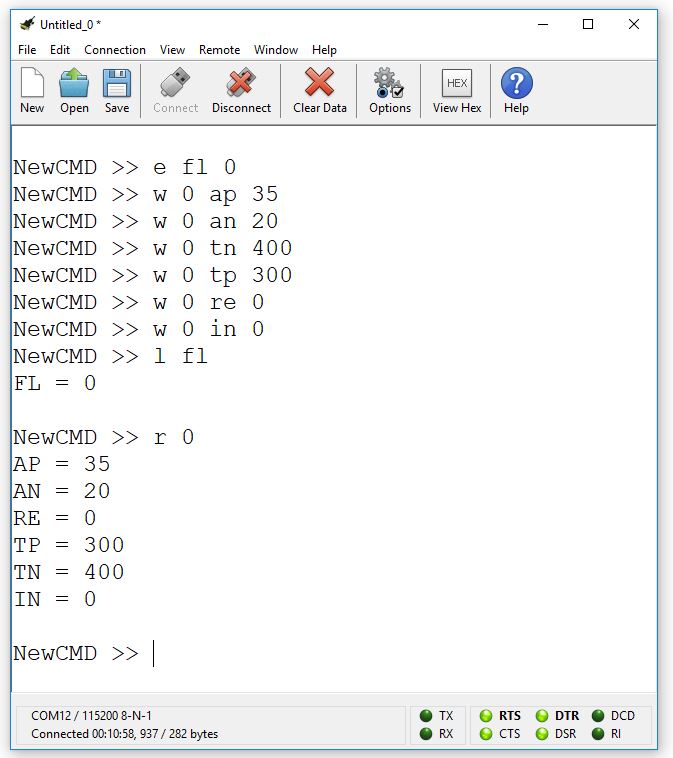 Untitled_0 *
File Edit Connection View Remote Window Help
HEX
?
New Open Save Connect Disconnect Clear Data Options View Hex Help
NewCMD >> e fl 0
NewCMD >> w 0 ap 35
NewCMD >> w 0 an 20
NewCMD >> w 0 tn 400
NewCMD >> w 0 tp 300
NewCMD >> w 0 re 0
NewCMD >> w 0 in 0
NewCMD >> l fl
FL = 0
NewCMD >> r 0
AP = 35
AN = 20
RE = 0
TP = 300
TN = 400
IN = 0
NewCMD >>
COM12 / 115200 8-N-1 TX RTS DTR DCD
Connected 00:10:58, 937 / 282 bytes RX CTS DSR RI